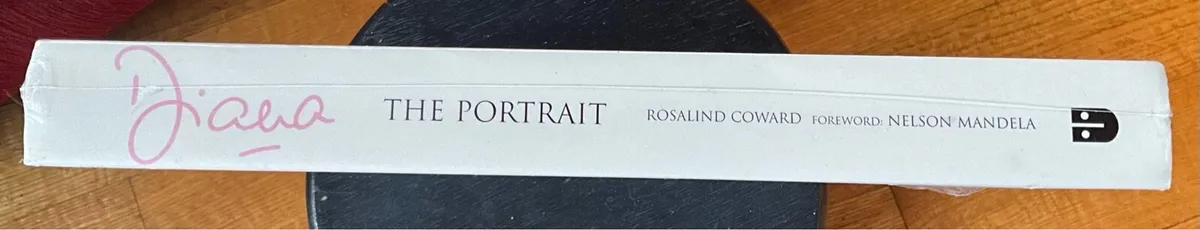 Diana THE PORTRAIT ROSALIND COWARD FOREWORD: NELSON MANDELA